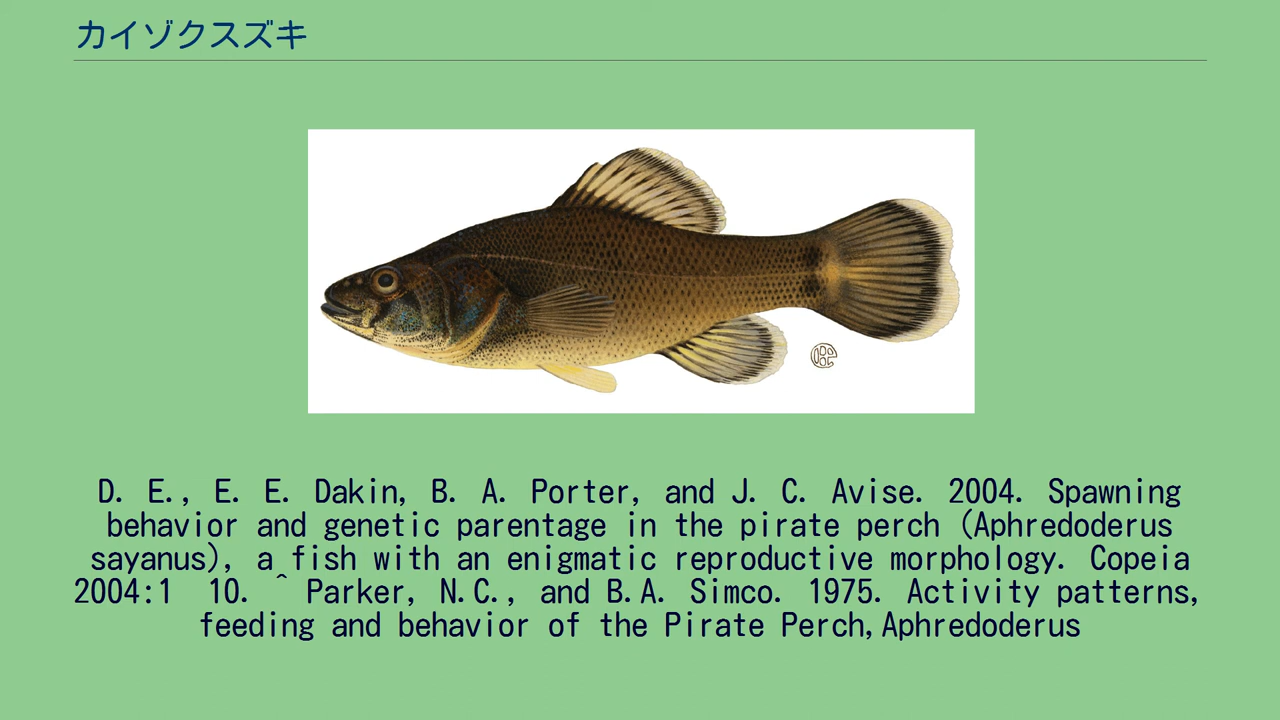 カイゾクスズキ
D. E., E. E. Dakin, B. A. Porter, and J. C. Avise. 2004. Spawning
behavior and genetic parentage in the pirate perch (Aphredoderus
sayanus), a fish with an enigmatic reproductive morphology. Copeia
2004:1 10. ^ Parker, N.C., and B.A. Simco. 1975. Activity patterns,
feeding and behavior of the Pirate Perch, Aphredoderus